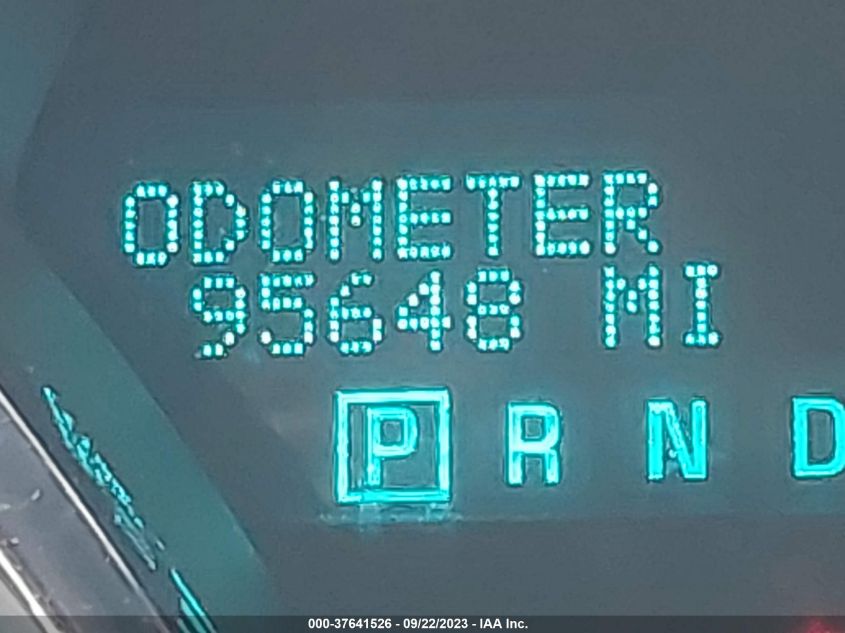 ODOMETER
95648 MI
P R N D
000-37641526 - 09/22/2023 - IAA Inc.